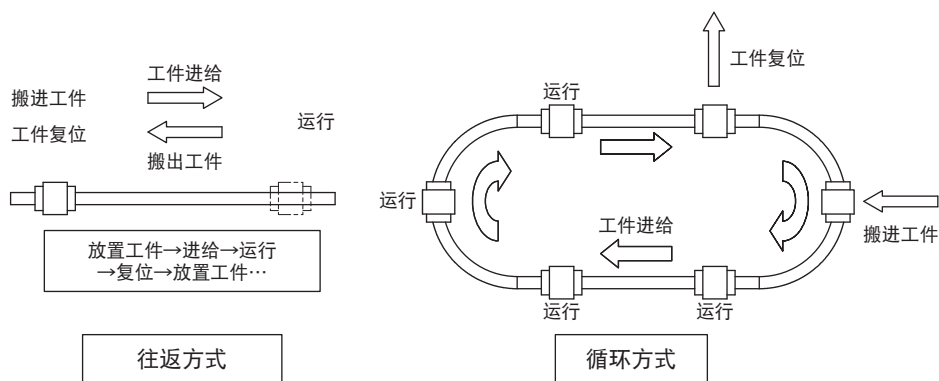 工件进给
搬进工件
工件复位
运行
搬出工件
放置工件→进给→运行
→复位→放置工件…
往返方式
工件复位
运行
运行
工件进给
搬进工件
运行
运行
循环方式